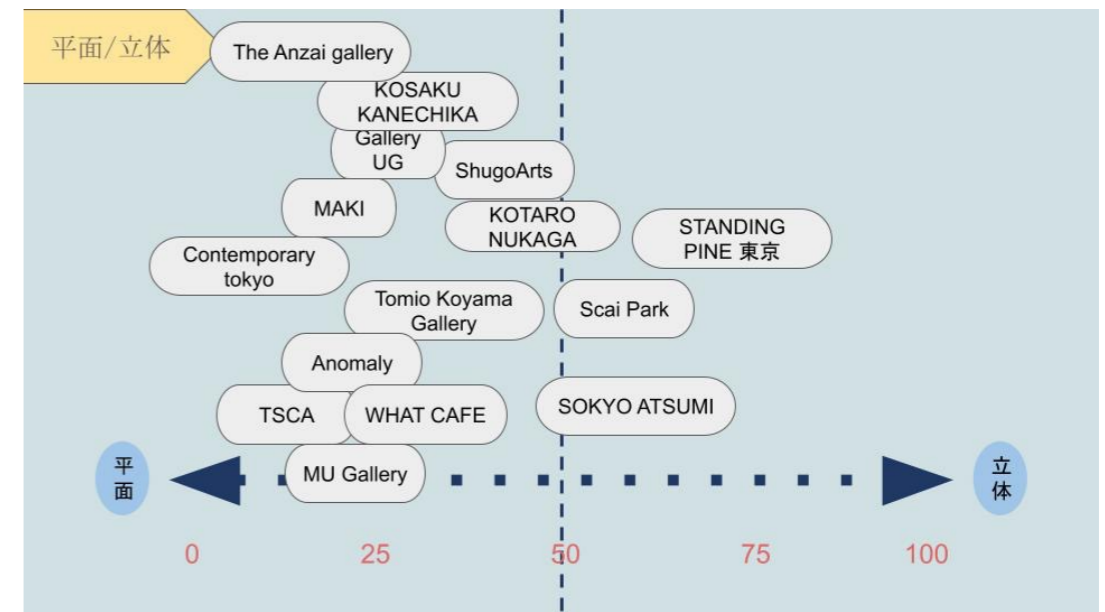 平面/立体
The Anzai gallery
KOSAKU
KANECHIKA
Gallery
UG
ShugoArts
MAKI
KOTARO
NUKAGA
STANDING
PINE 東京
Contemporary
tokyo
Tomio Koyama
Gallery
Scai Park
Anomaly
TSCA
WHAT CAFE
SOKYO ATSUMI
MU Gallery
平
面
立
体
0
25
50
75
100